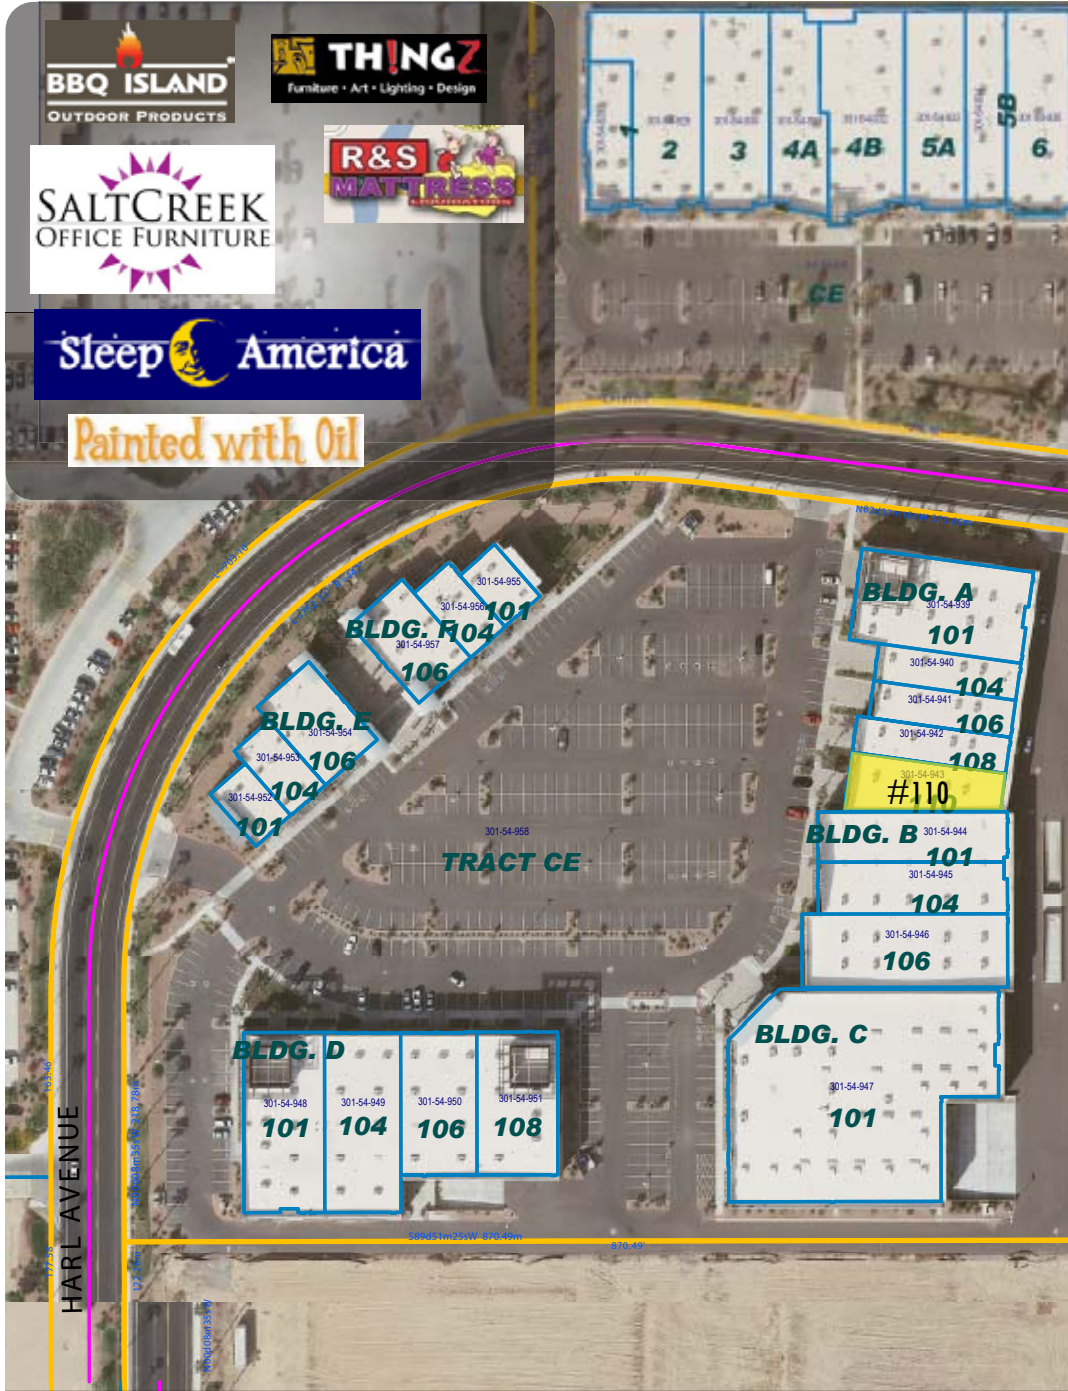 BBQ ISLAND
OUTDOOR PRODUCTS
TH!NGZ
Furniture • Art • Lighting • Design
R&S
MATTRESS
LIQUIDATORS
SALTCREEK
OFFICE FURNITURE
Sleep America
Painted with Oil
1
2
3
4A
4B
5A
5B
6
CE
BLDG. A
301-54-939
101
301-54-940
104
301-54-941
106
301-54-942
108
301-54-943
#110
110
BLDG. B
301-54-944
101
301-54-945
104
301-54-946
106
BLDG. C
301-54-947
101
BLDG. F
301-54-955
101
301-54-956
104
301-54-957
106
BLDG. E
301-54-954
106
301-54-953
104
301-54-952
101
301-54-958
TRACT CE
BLDG. D
301-54-948
101
301-54-949
104
301-54-950
106
301-54-951
108
HARL AVENUE
589d51m25sW 870.49m
870.49'